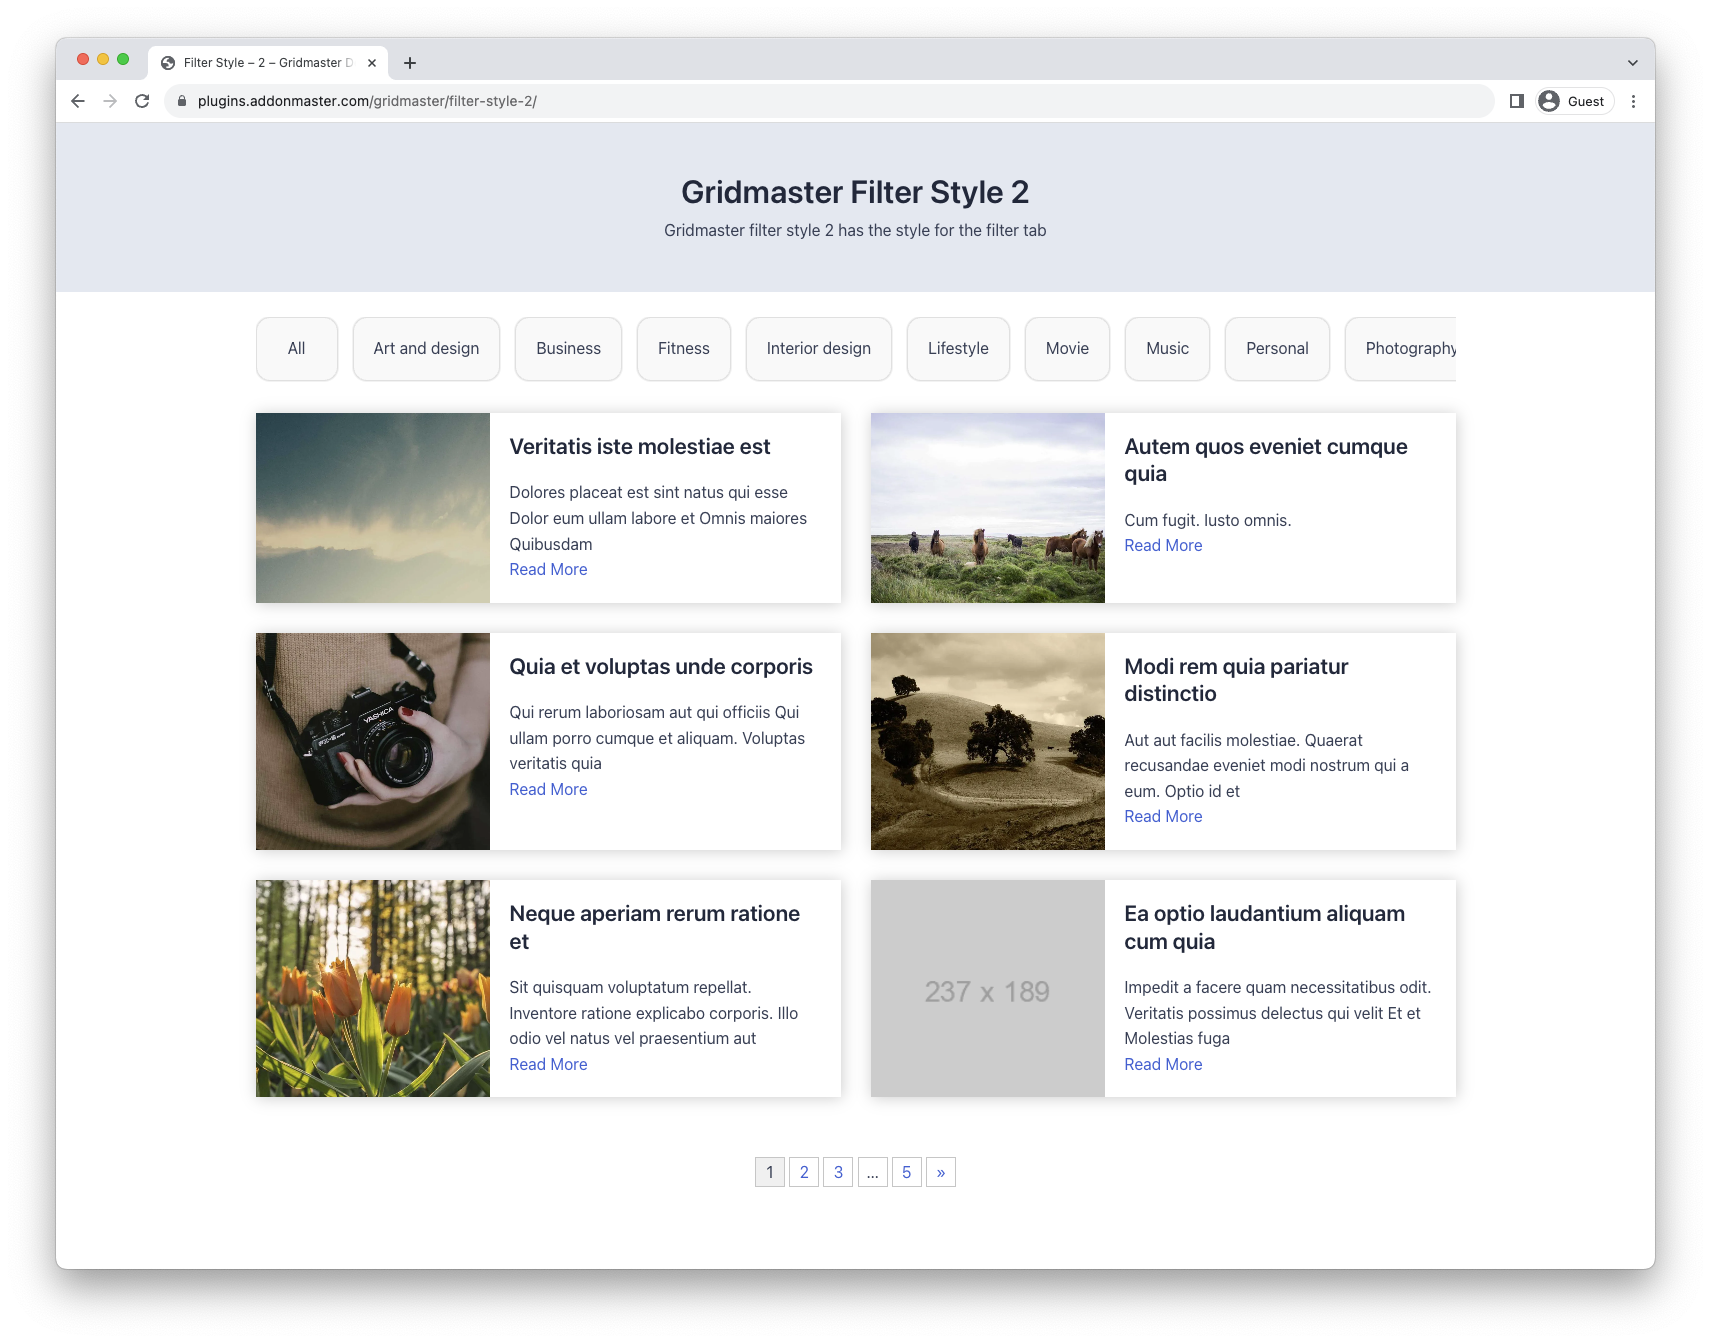 Filter Style – 2 – Gridmaster D
plugins.addonmaster.com/gridmaster/filter-style-2/
Guest
Gridmaster Filter Style 2
Gridmaster filter style 2 has the style for the filter tab
All
Art and design
Business
Fitness
Interior design
Lifestyle
Movie
Music
Personal
Photography
Veritatis iste molestiae est
Dolores placeat est sint natus qui esse
Dolor eum ullam labore et Omnis maiores
Quibusdam
Read More
Autem quos eveniet cumque
quia
Cum fugit. Iusto omnis.
Read More
YASHICA
Quia et voluptas unde corporis
Qui rerum laboriosam aut qui officiis Qui
ullam porro cumque et aliquam. Voluptas
veritatis quia
Read More
Modi rem quia pariatur
distinctio
Aut aut facilis molestiae. Quaerat
recusandae eveniet modi nostrum qui a
eum. Optio id et
Read More
Neque aperiam rerum ratione
et
Sit quisquam voluptatum repellat.
Inventore ratione explicabo corporis. Illo
odio vel natus vel praesentium aut
Read More
237 x 189
Ea optio laudantium aliquam
cum quia
Impedit a facere quam necessitatibus odit.
Veritatis possimus delectus qui velit Et et
Molestias fuga
Read More
1 2 3 … 5 »